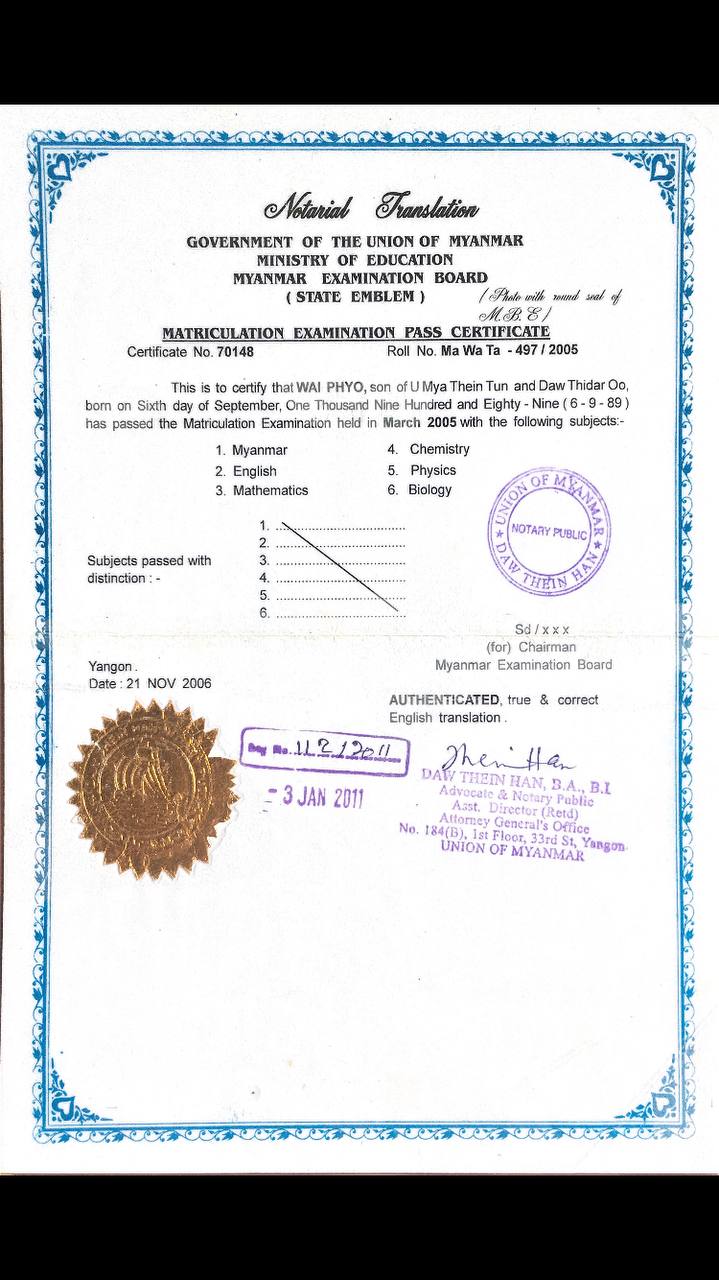 Notarial Translation
GOVERNMENT OF THE UNION OF MYANMAR
MINISTRY OF EDUCATION
MYANMAR EXAMINATION BOARD
( STATE EMBLEM )
( Photo with round seal of
M.B.E )
MATRICULATION EXAMINATION PASS CERTIFICATE
Certificate No. 70148 Roll No. Ma Wa Ta - 497 / 2005
This is to certify that WAI PHYO, son of U Mya Thein Tun and Daw Thidar Oo,
born on Sixth day of September, One Thousand Nine Hundred and Eighty - Nine ( 6 - 9 - 89 )
has passed the Matriculation Examination held in March 2005 with the following subjects:-
1. Myanmar 4. Chemistry
2. English 5. Physics
3. Mathematics 6. Biology
UNION OF MYANMAR
NOTARY PUBLIC
DAW THEIN HAN
Subjects passed with
distinction : -
1. ..................................
2. ..................................
3. ..................................
4. ..................................
5. ..................................
6. ..................................
Sd / x x x
(for) Chairman
Myanmar Examination Board
Yangon .
Date : 21 NOV 2006
AUTHENTICATED, true & correct
English translation .
- 3 JAN 2011
Thein Han
DAW THEIN HAN, B.A., B.L
Advocate & Notary Public
Asst. Director (Retd)
Attorney General's Office
No. 184(B), 1st Floor, 33rd St, Yangon.
UNION OF MYANMAR